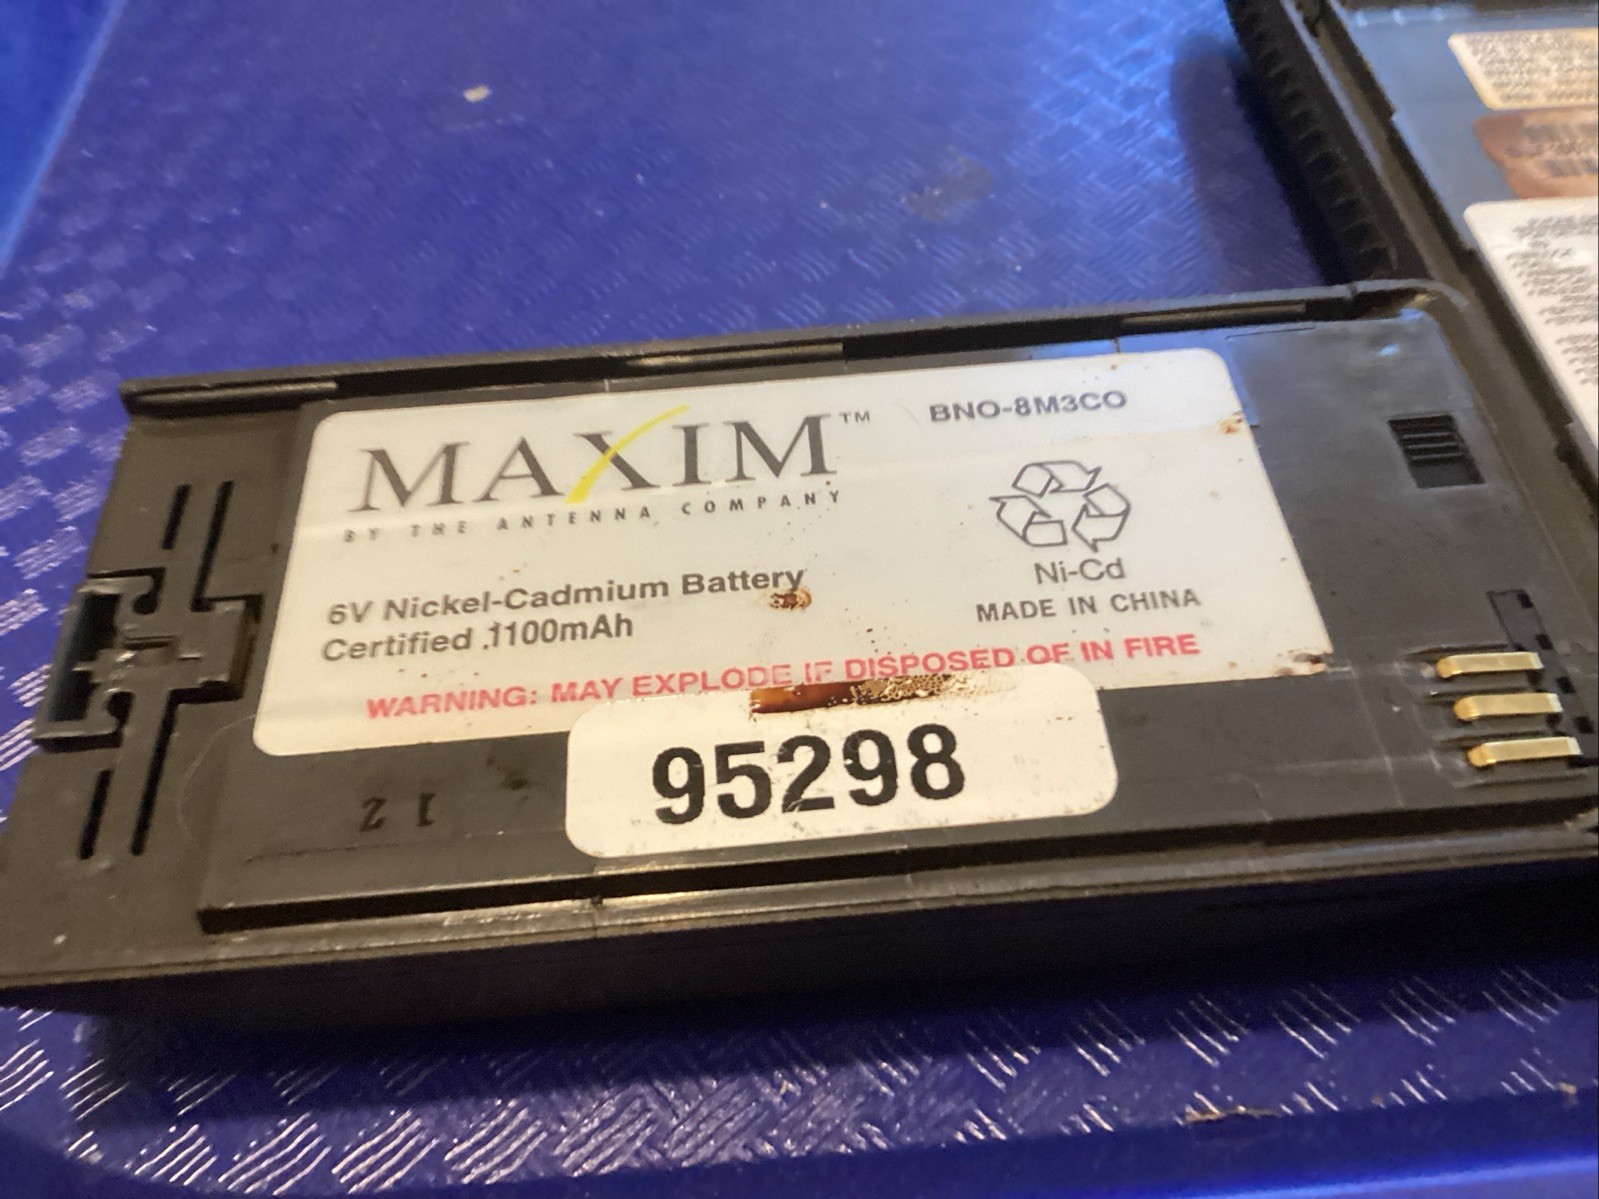 MAXIM™
BY THE ANTENNA COMPANY
BNO-8M3CO
6V Nickel-Cadmium Battery
Certified 1100mAh
Ni-Cd
MADE IN CHINA
WARNING: MAY EXPLODE IF DISPOSED OF IN FIRE
95298
12